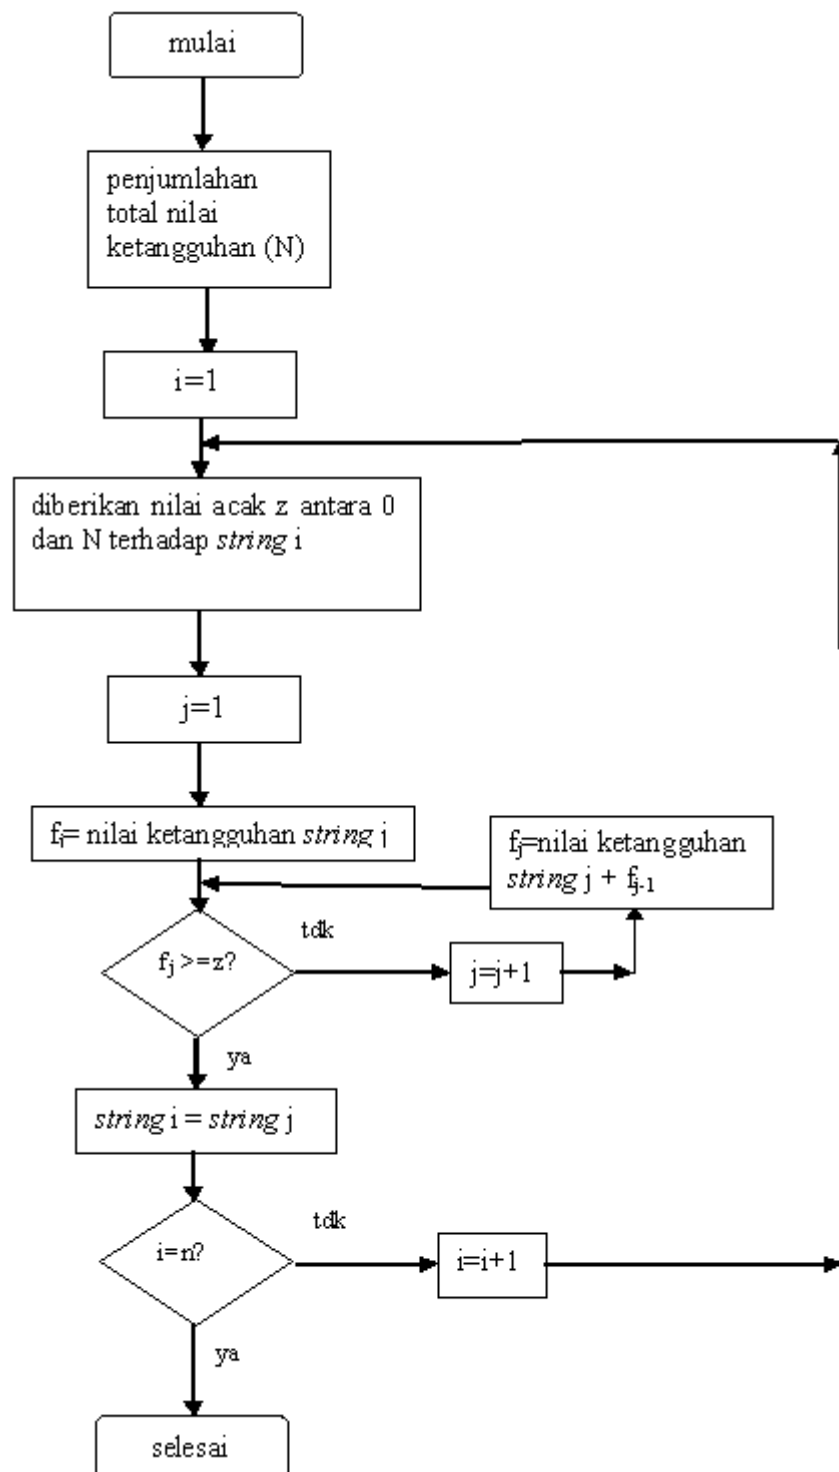 mulai
penjumlahan
total nilai
ketangguhan (N)
i=1
diberikan nilai acak z antara 0
dan N terhadap string i
j=1
fj= nilai ketangguhan string j
fj=nilai ketangguhan
string j + fj-1
fj >=z?
tdk
j=j+1
ya
string i = string j
i=n?
tdk
i=i+1
ya
selesai